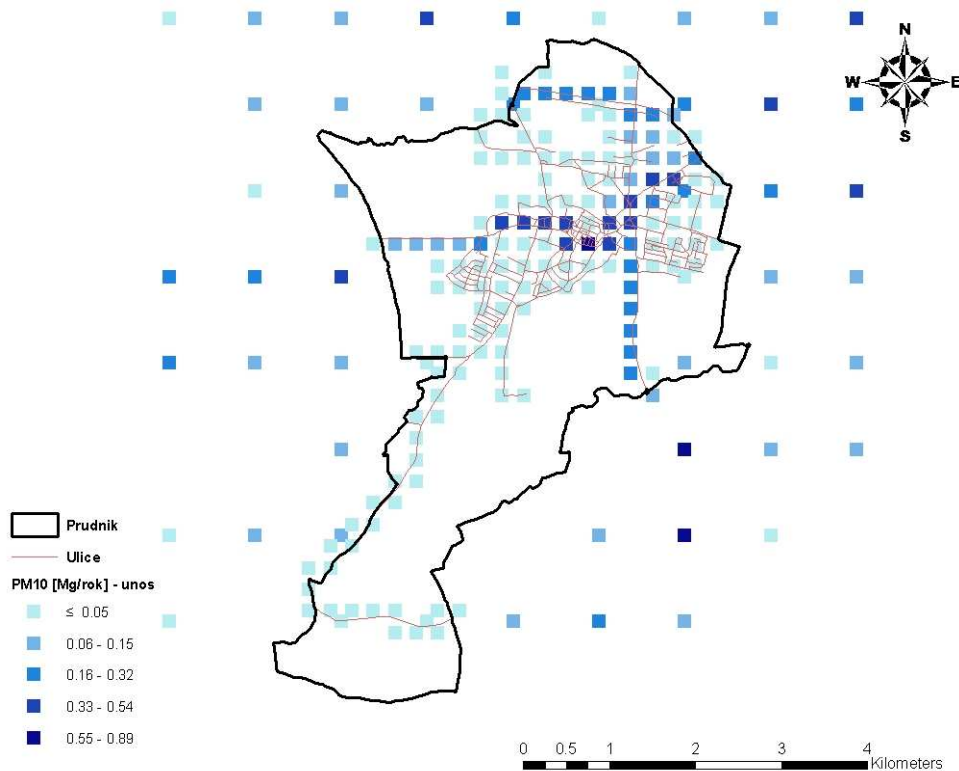 N
W E
S
Prudnik
Ulice
PM10 [Mg/rok] - unos
≤ 0.05
0.06 - 0.15
0.16 - 0.32
0.33 - 0.54
0.55 - 0.89
0 0.5 1 2 3 4
Kilometers